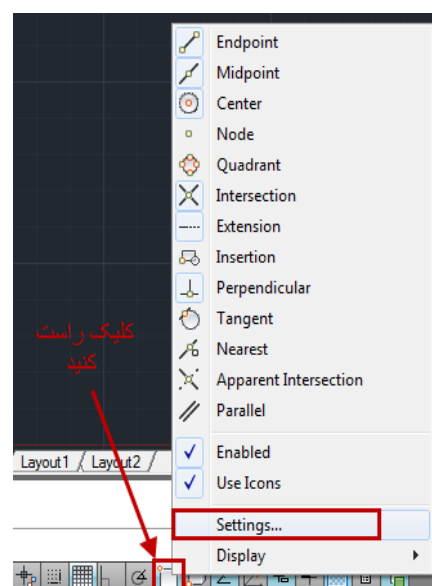 Endpoint
Midpoint
Center
Node
Quadrant
Intersection
Extension
Insertion
Perpendicular
Tangent
Nearest
Apparent Intersection
Parallel
Enabled
Use Icons
Settings...
Display
کلیک راست
کنید
Layout1 / Layout2 /